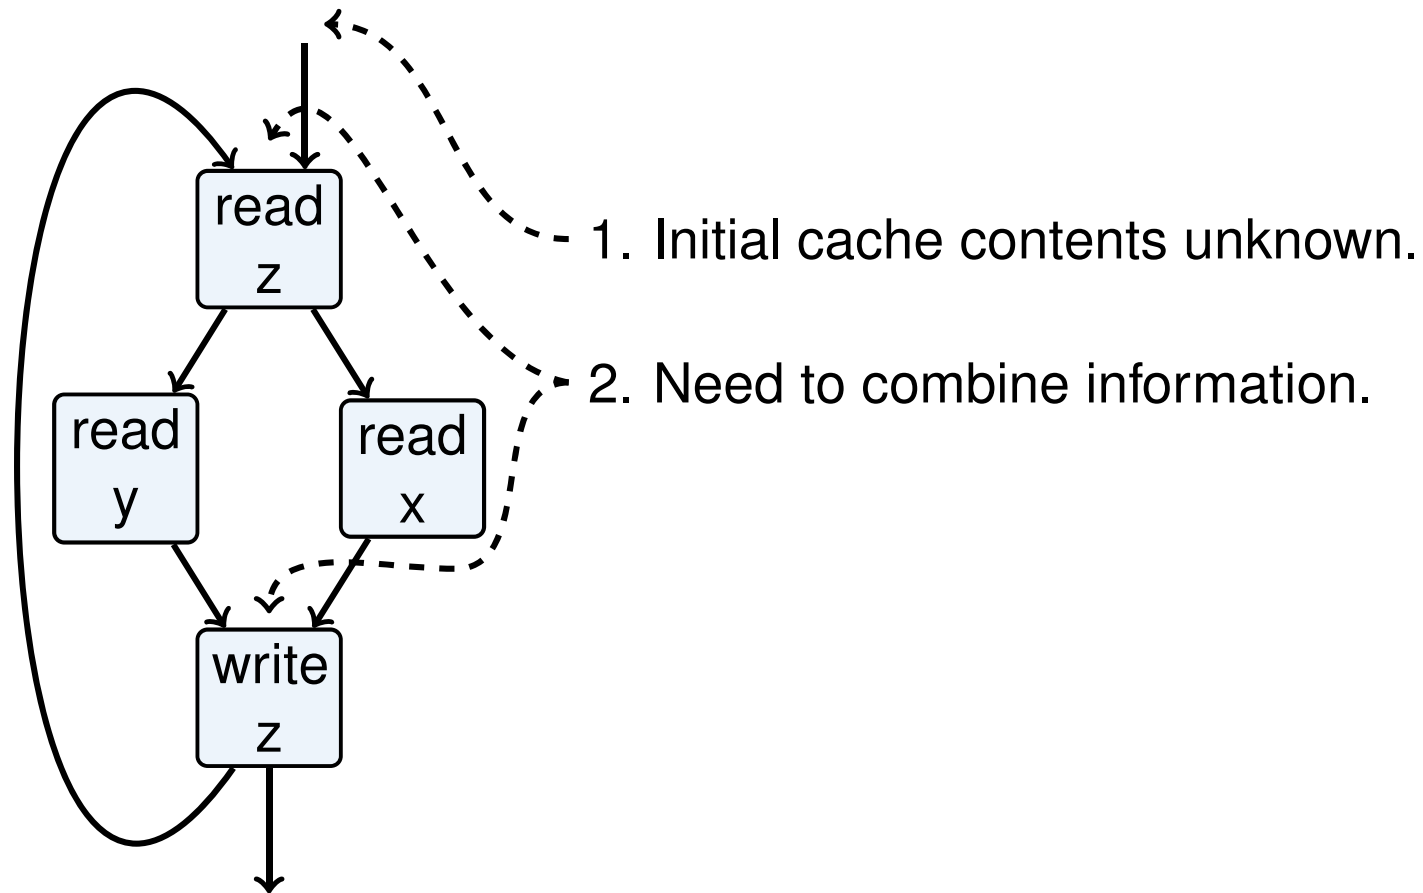 read
z
1. Initial cache contents unknown.
2. Need to combine information.
read
y
read
x
write
z